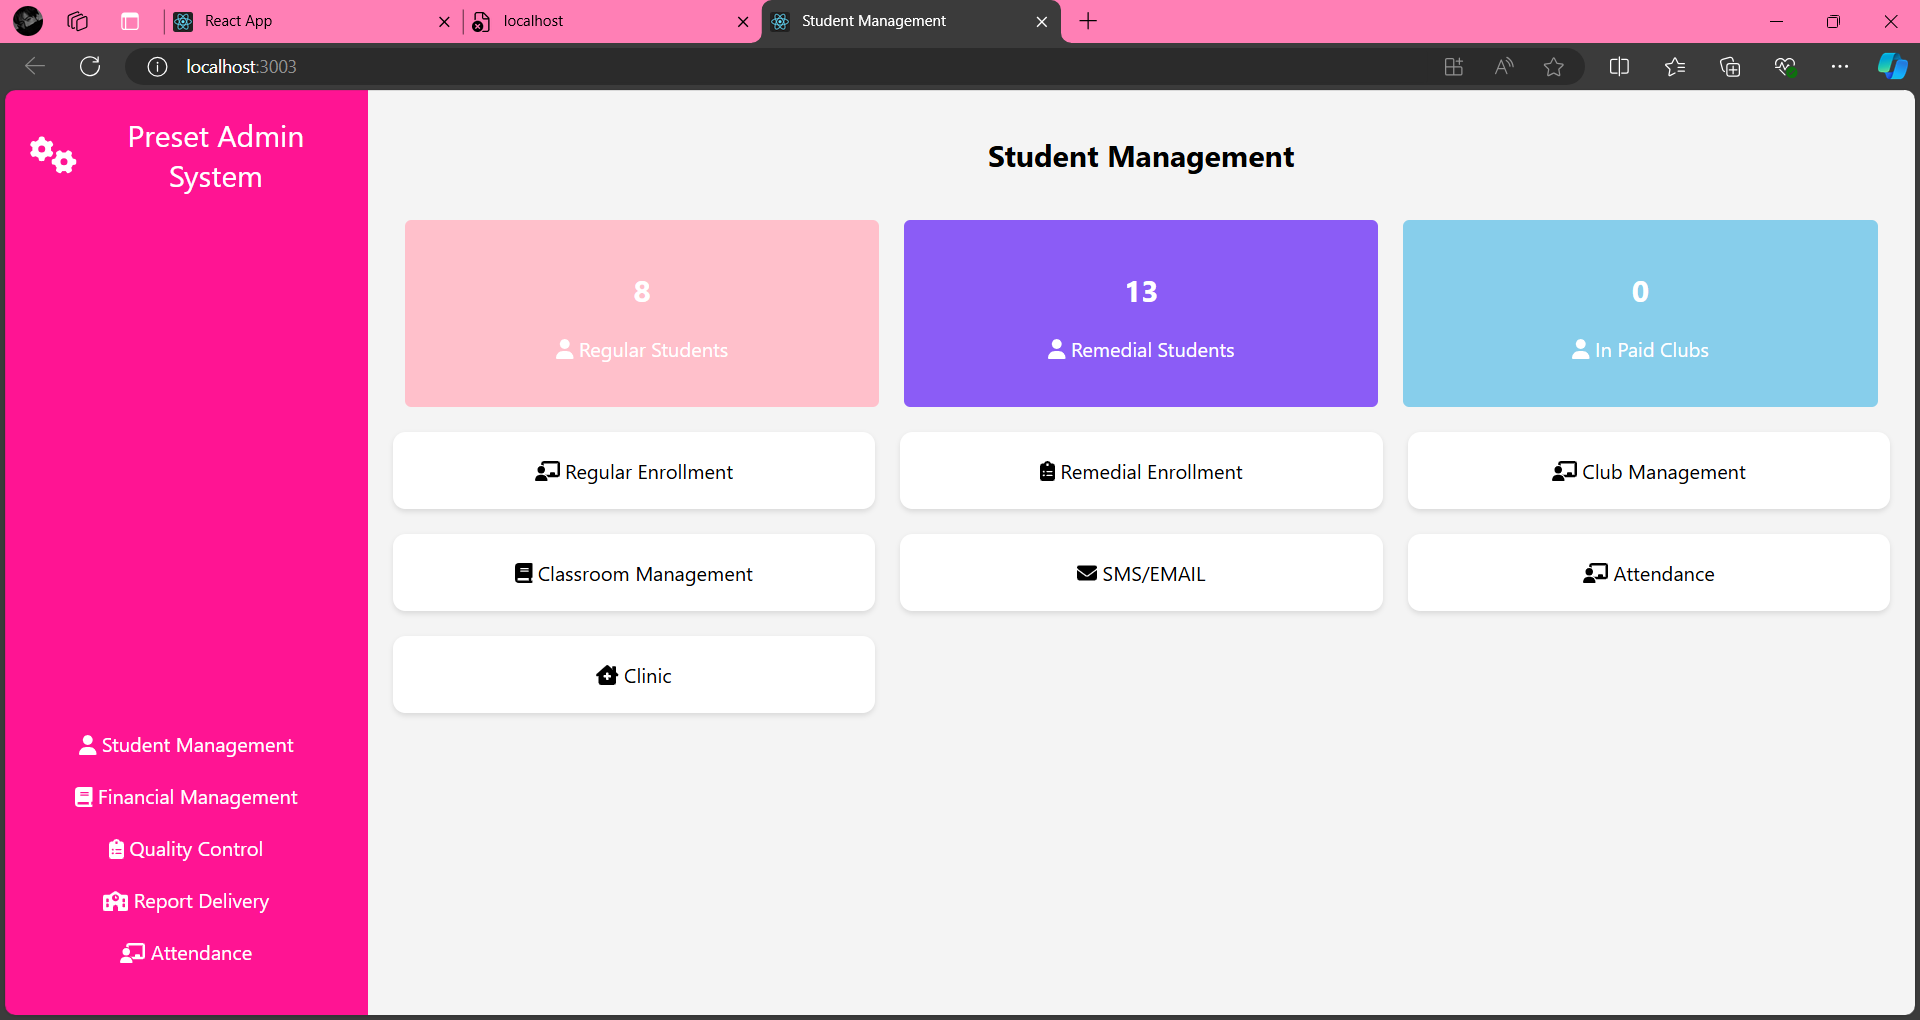 React App
localhost
Student Management
localhost:3003
Preset Admin
System
Student Management
8
Regular Students
13
Remedial Students
0
In Paid Clubs
Regular Enrollment
Remedial Enrollment
Club Management
Classroom Management
SMS/EMAIL
Attendance
Clinic
Student Management
Financial Management
Quality Control
Report Delivery
Attendance